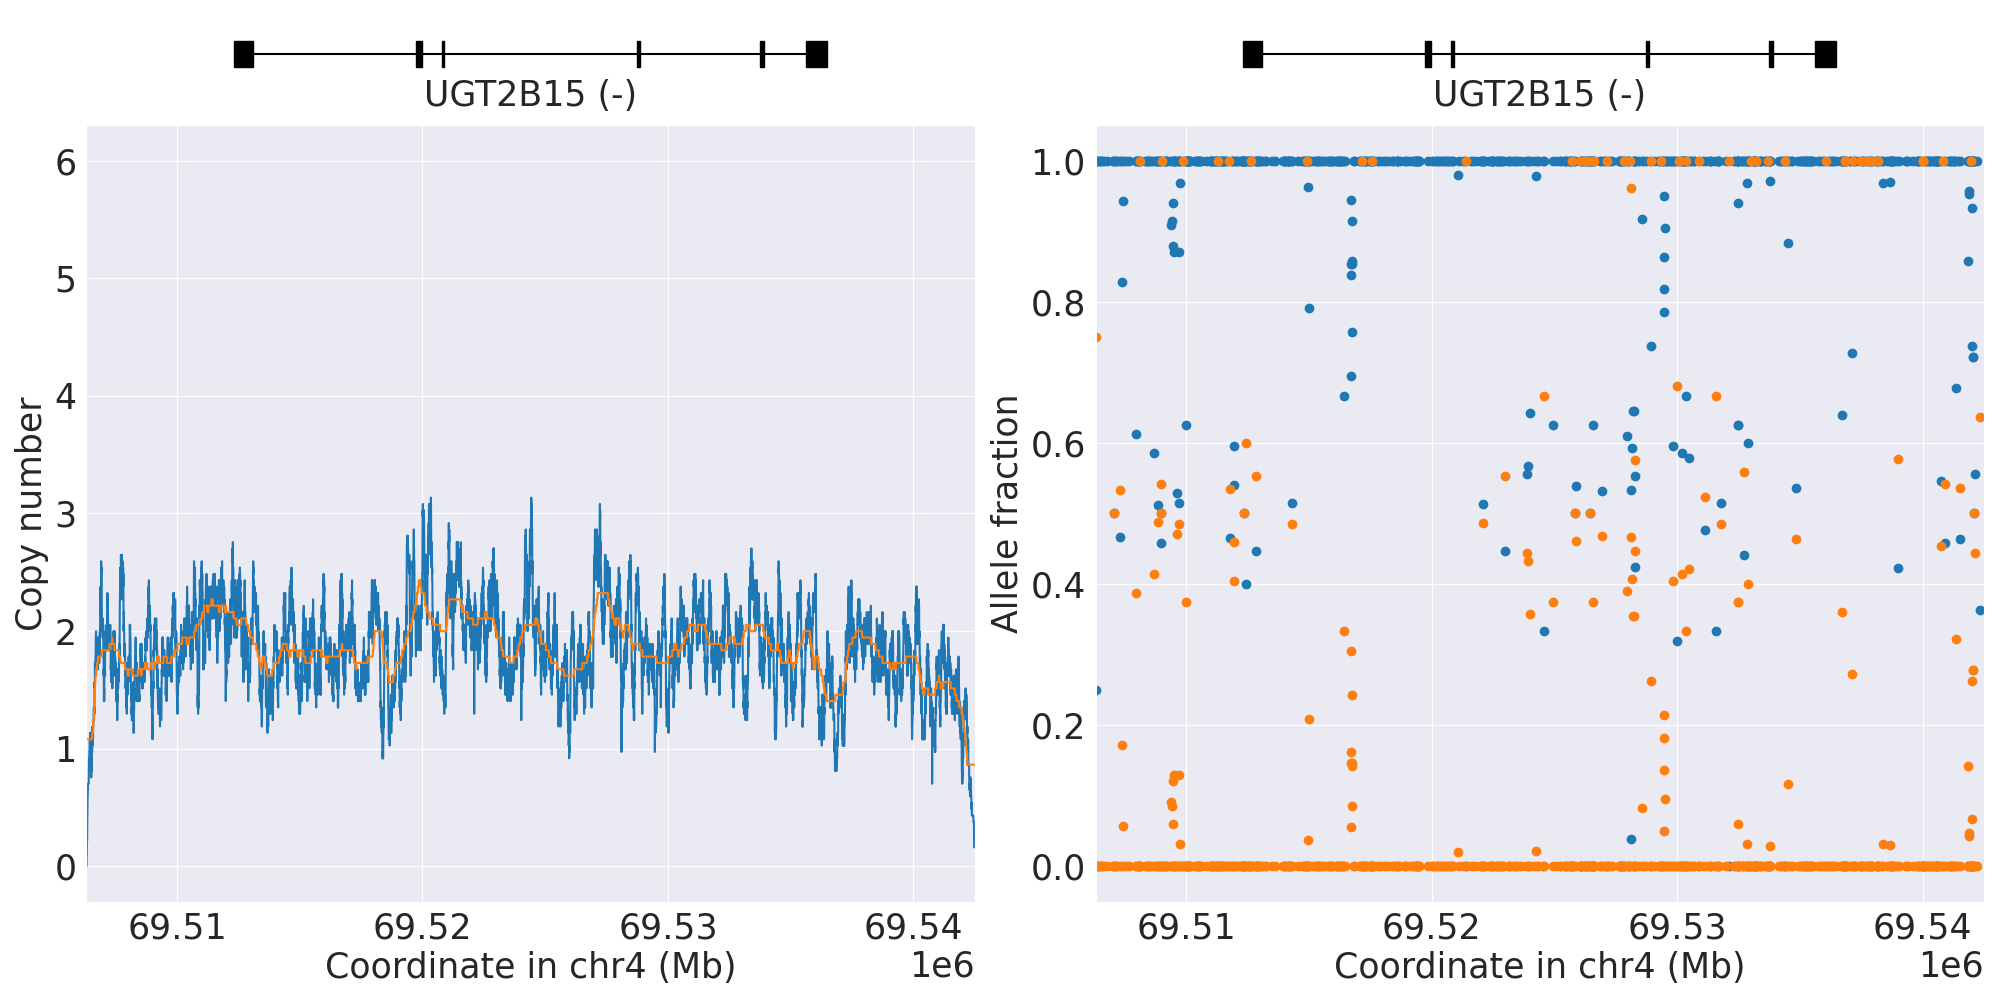 UGT2B15 (-)
Copy number
6
5
4
3
2
1
0
69.51 69.52 69.53 69.54
Coordinate in chr4 (Mb)
1e6
UGT2B15 (-)
Allele fraction
1.0
0.8
0.6
0.4
0.2
0.0
69.51 69.52 69.53 69.54
Coordinate in chr4 (Mb)
1e6